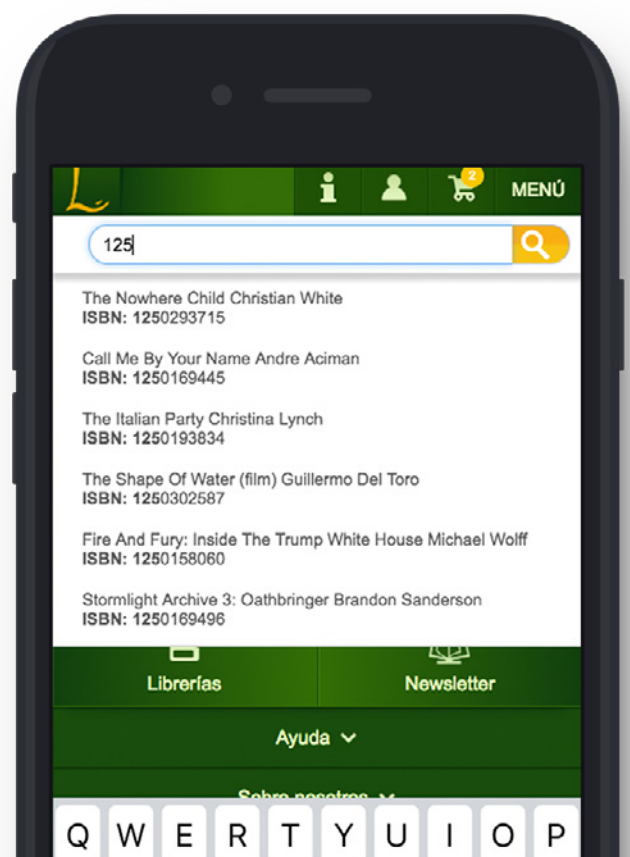 L
2
MENÚ
125
The Nowhere Child Christian White
ISBN: 1250293715
Call Me By Your Name Andre Aciman
ISBN: 1250169445
The Italian Party Christina Lynch
ISBN: 1250193834
The Shape Of Water (film) Guillermo Del Toro
ISBN: 1250302587
Fire And Fury: Inside The Trump White House Michael Wolff
ISBN: 1250158060
Stormlight Archive 3: Oathbringer Brandon Sanderson
ISBN: 1250169496
Librerías Newsletter
Ayuda
Sobre nosotros
Q W E R T Y U I O P